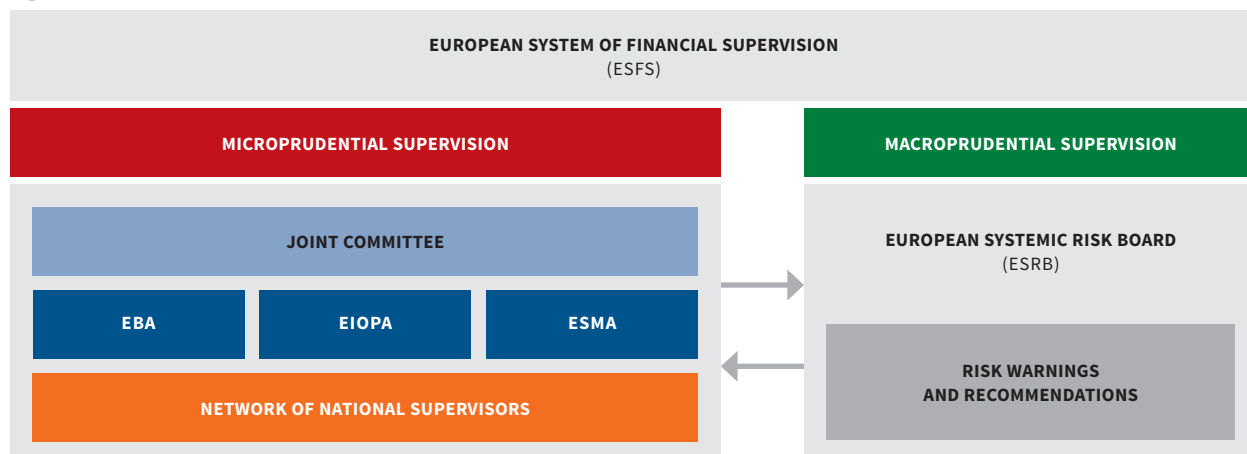 EUROPEAN SYSTEM OF FINANCIAL SUPERVISION
(ESFS)
MICROPRUDENTIAL SUPERVISION
MACROPRUDENTIAL SUPERVISION
JOINT COMMITTEE
EBA
EIOPA
ESMA
NETWORK OF NATIONAL SUPERVISORS
EUROPEAN SYSTEMIC RISK BOARD
(ESRB)
RISK WARNINGS
AND RECOMMENDATIONS